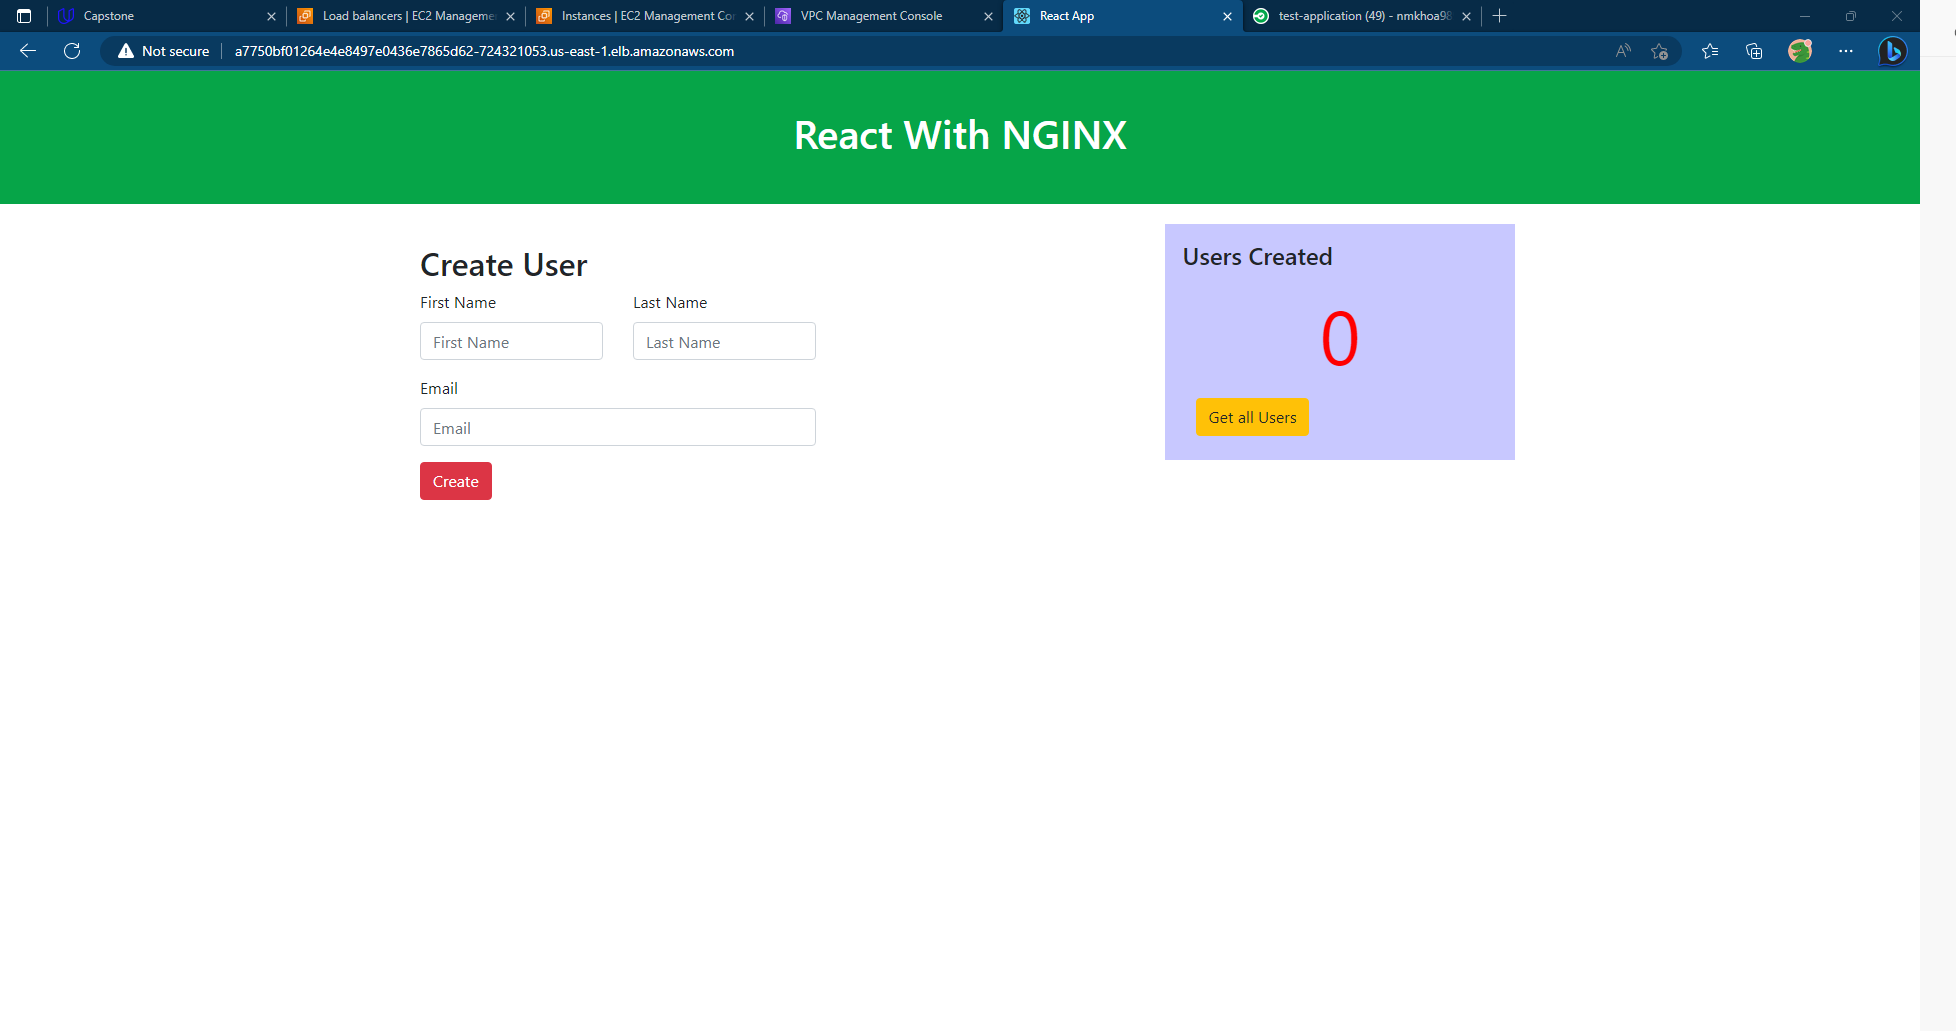 Capstone
Load balancers | EC2 Manageme
Instances | EC2 Management Co
VPC Management Console
React App
test-application (49) - nmkhoa98
Not secure
a7750bf01264e4e8497e0436e7865d62-724321053.us-east-1.elb.amazonaws.com
React With NGINX
Create User
First Name
Last Name
First Name
Last Name
Email
Email
Create
Users Created
0
Get all Users